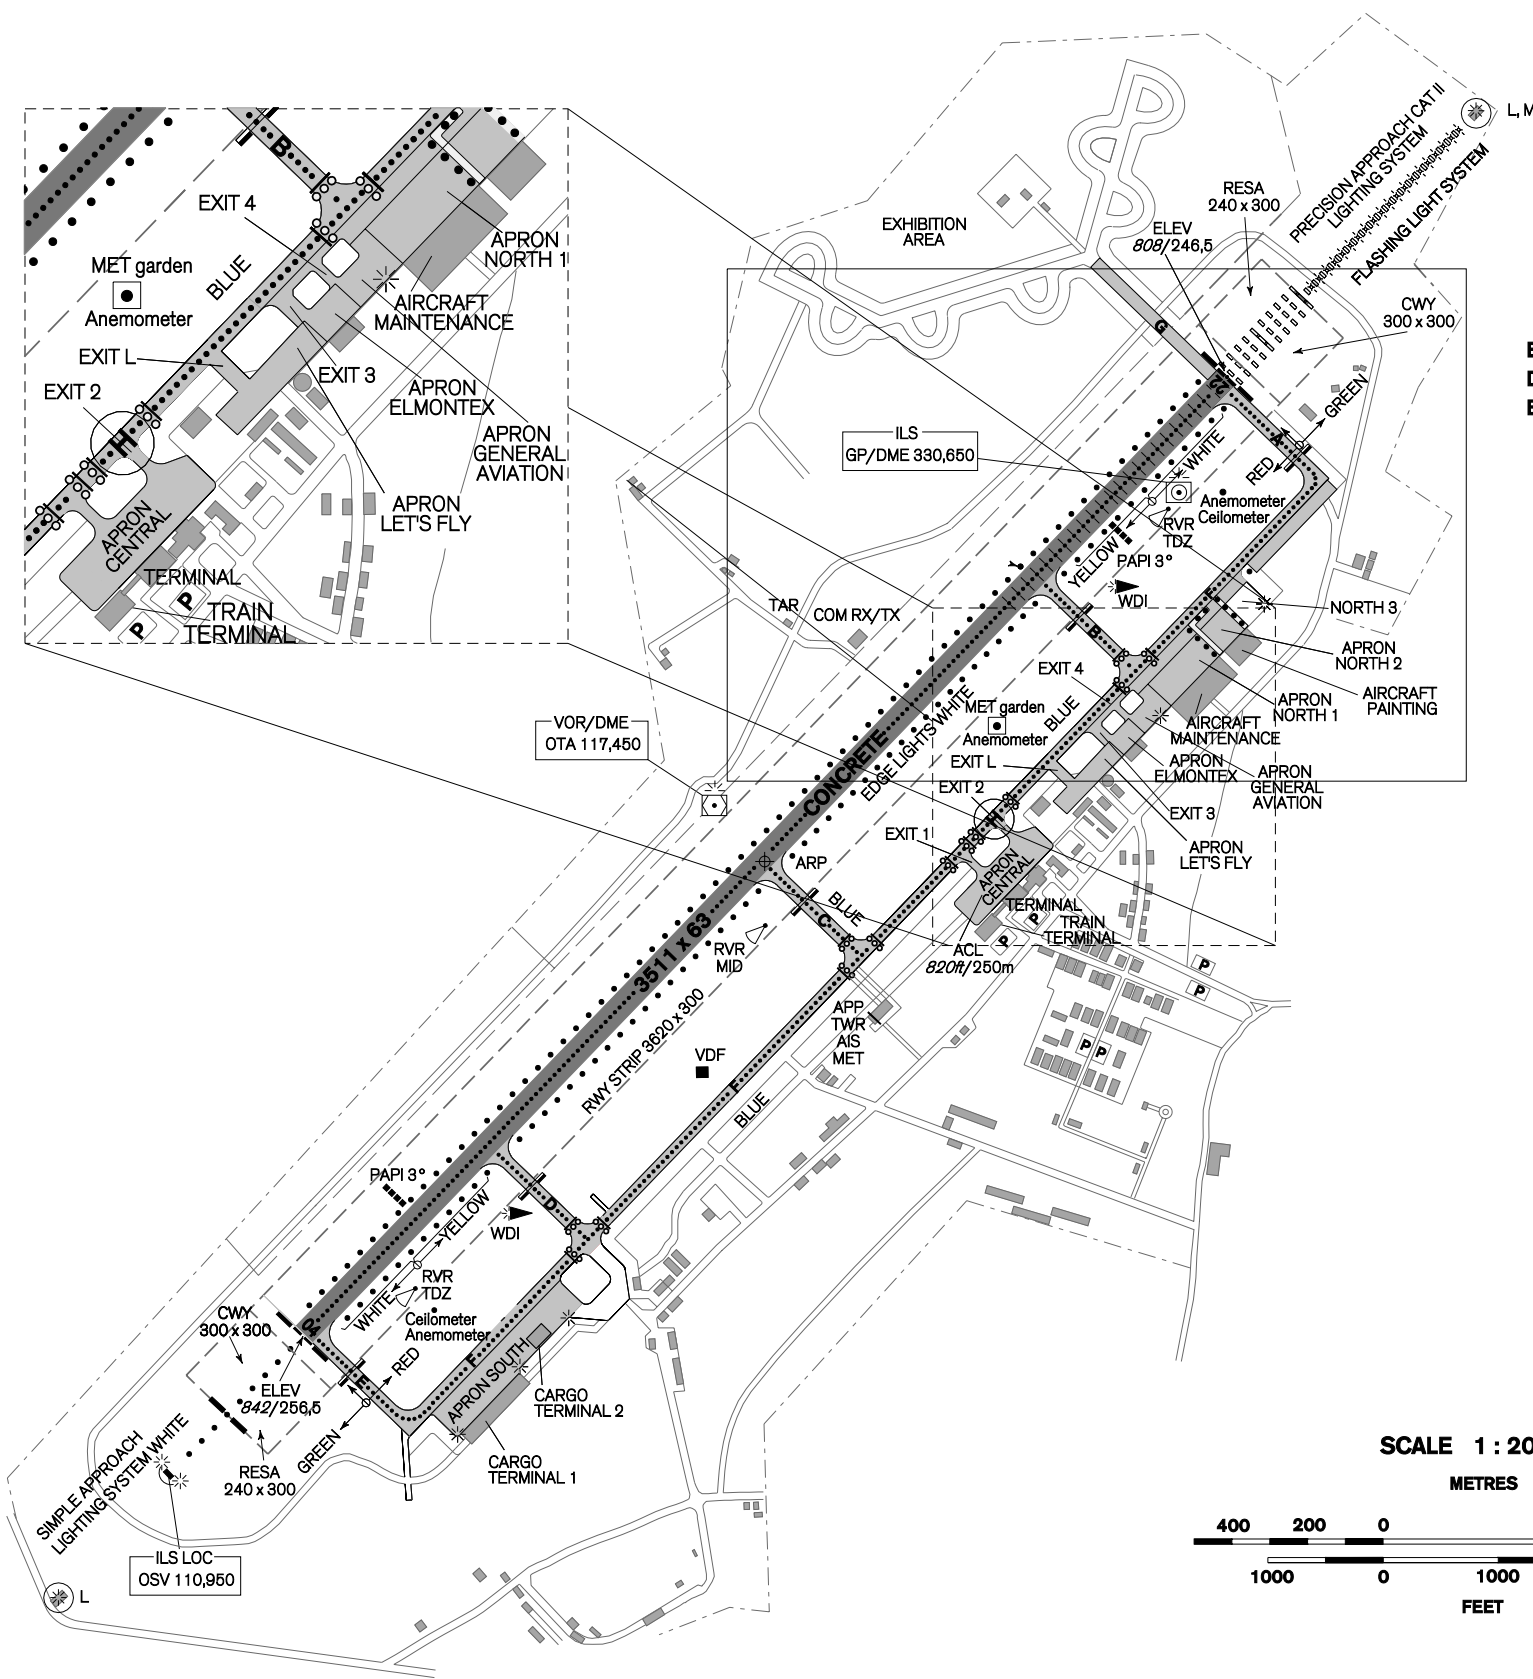 L, M
PRECISION APPROACH CAT II
LIGHTING SYSTEM
FLASHING LIGHT SYSTEM
RESA
240 x 300
ELEV
808/246,5
EXHIBITION
AREA
CWY
300 x 300
B
EXIT 4
APRON
NORTH 1
MET garden
Anemometer
BLUE
AIRCRAFT
MAINTENANCE
EXIT L
EXIT 3
EXIT 2
H
APRON
ELMONTEX
APRON
GENERAL
AVIATION
APRON
LET'S FLY
APRON
CENTRAL
TERMINAL
P
TRAIN
TERMINAL
P
G
22
GREEN
A
RED
ILS
GP/DME 330,650
WHITE
Anemometer
Ceilometer
RVR
TDZ
YELLOW
PAPI 3°
WDI
Y
F
B
NORTH 3
APRON
NORTH 2
AIRCRAFT
PAINTING
APRON
NORTH 1
AIRCRAFT
MAINTENANCE
TAR
COM RX/TX
EXIT 4
MET garden
Anemometer
BLUE
VOR/DME
OTA 117,450
CONCRETE
EDGE LIGHTS WHITE
EXIT L
APRON
ELMONTEX
APRON
GENERAL
AVIATION
EXIT 2
EXIT 3
H
EXIT 1
APRON
LET'S FLY
ARP
APRON
CENTRAL
TERMINAL
P
TRAIN
TERMINAL
P
BLUE
C
3511 x 63
RVR
MID
ACL
820ft/250m
P
P
P
P
RWY STRIP 3620 x 300
APP
TWR
AIS
MET
VDF
F
BLUE
PAPI 3°
YELLOW
D
WDI
RVR
TDZ
WHITE
Ceilometer
Anemometer
CWY
300 x 300
04
RED
E
F
APRON SOUTH
ELEV
842/256,5
CARGO
TERMINAL 2
GREEN
RESA
240 x 300
CARGO
TERMINAL 1
SIMPLE APPROACH
LIGHTING SYSTEM WHITE
ILS LOC
OSV 110,950
L
SCALE 1 : 20
METRES
400 200 0
1000 0 1000
FEET